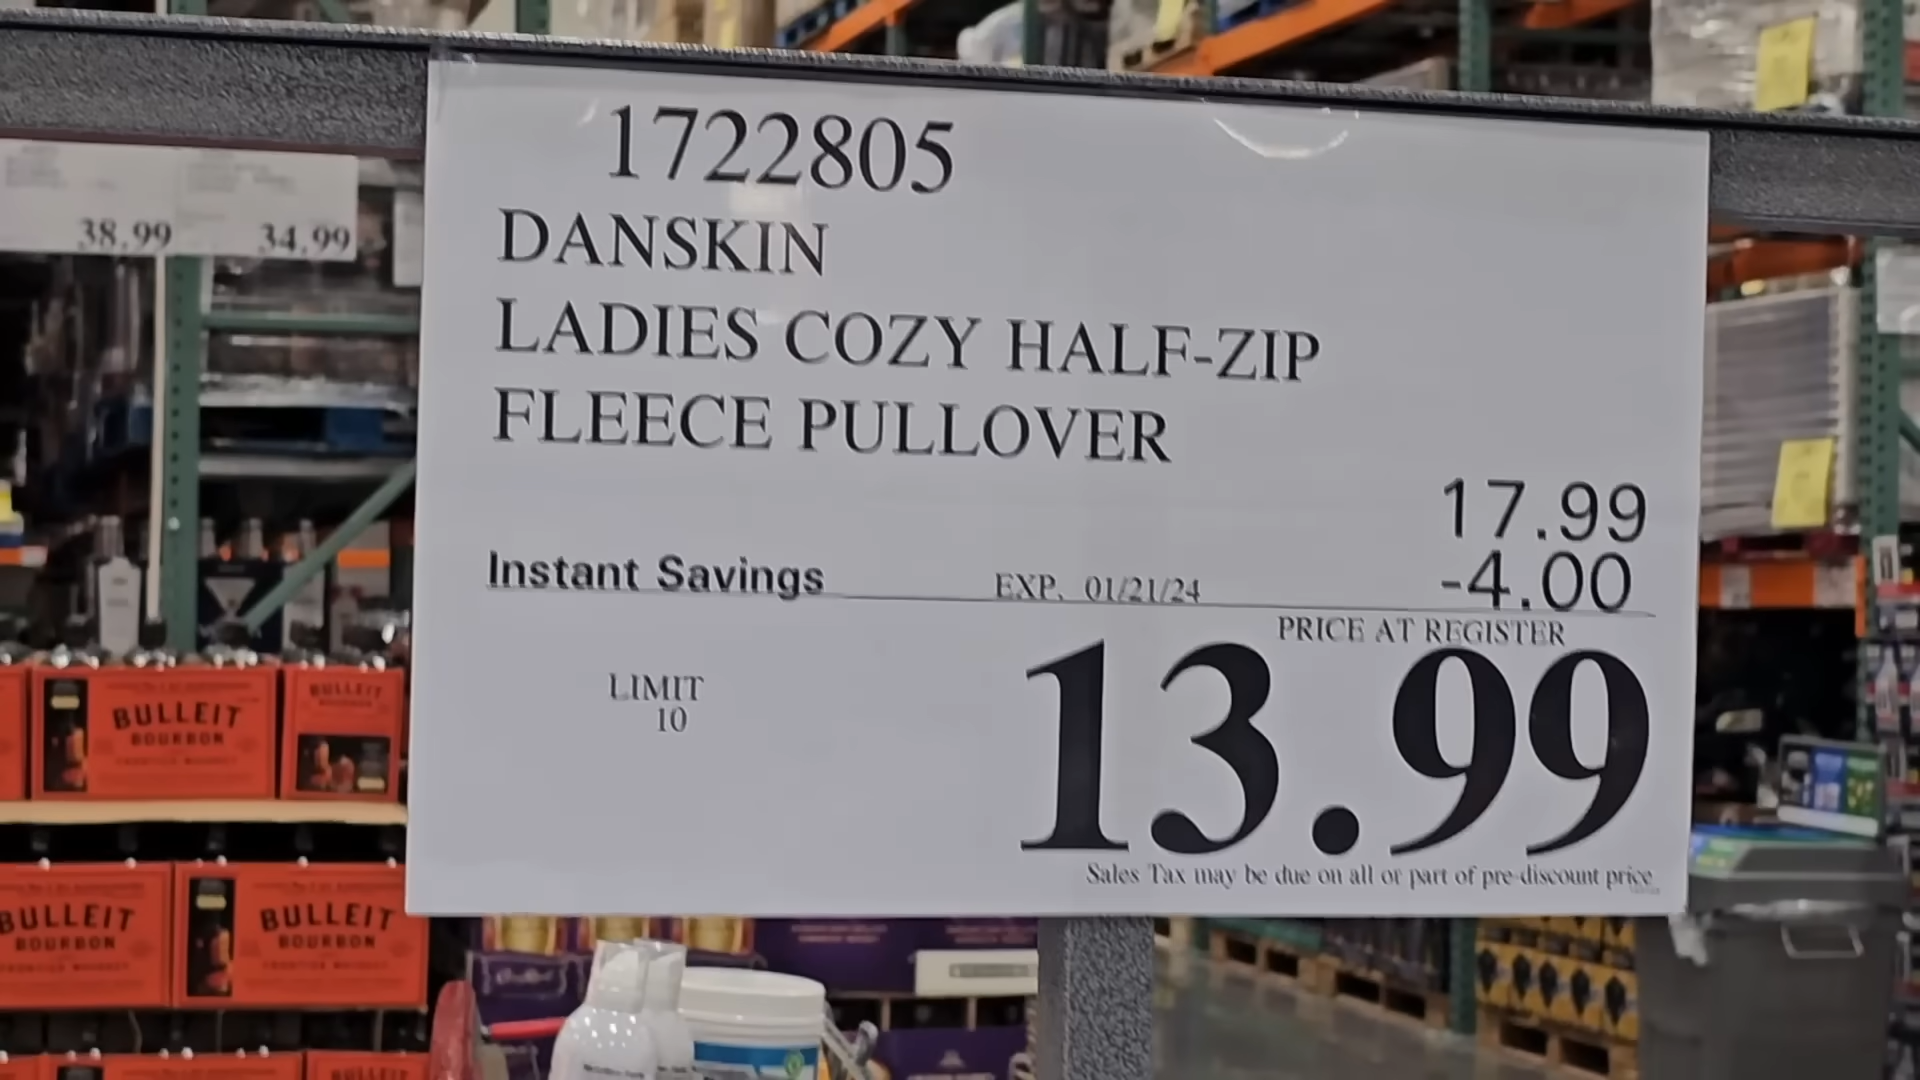 1722805
DANSKIN
LADIES COZY HALF-ZIP
FLEECE PULLOVER
17.99
Instant Savings EXP. 01/21/24 -4.00
PRICE AT REGISTER
13.99
LIMIT
10
Sales Tax may be due on all or part of pre-discount price
38.99 34.99
BULLEIT
BOURBON
BULLEIT
BOURBON
BULLEIT
BOURBON
BULLEIT
BOURBON
BULLEIT